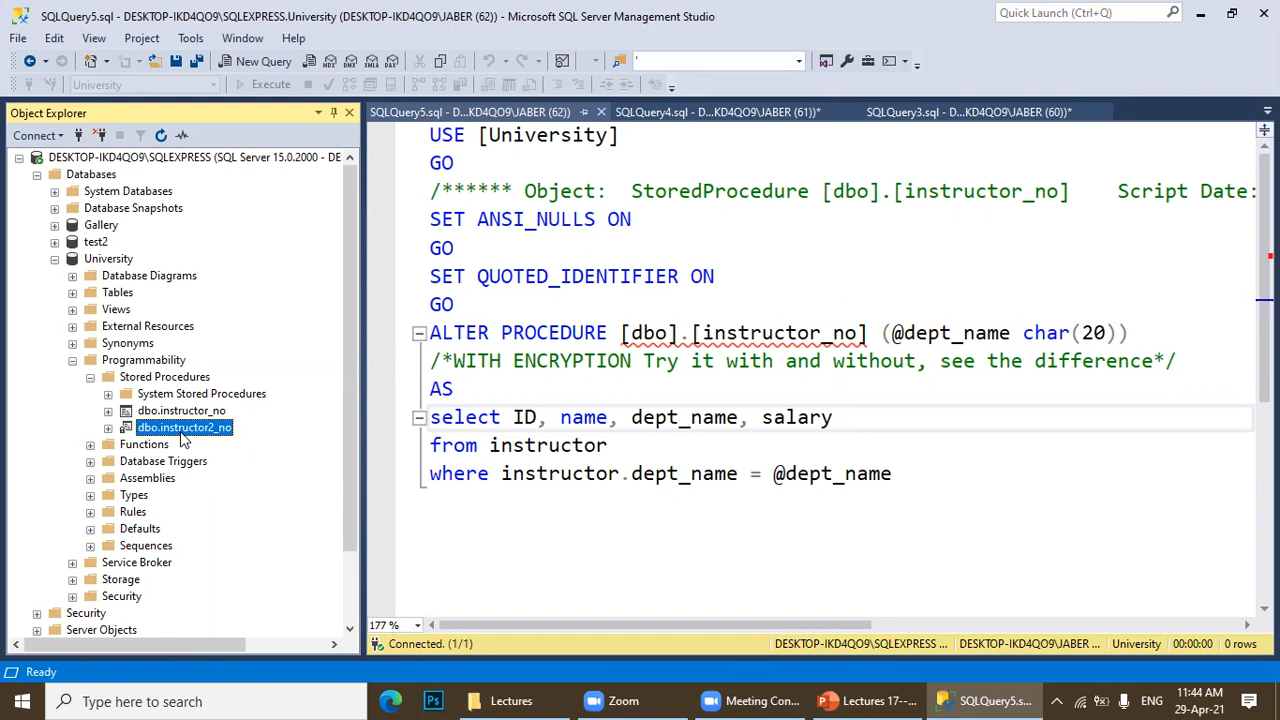 SQLQuery5.sql - DESKTOP-IKD4QO9\SQLEXPRESS.University (DESKTOP-IKD4QO9\JABER (62)) - Microsoft SQL Server Management Studio
Quick Launch (Ctrl+Q)
File Edit View Project Tools Window Help
New Query
University
Execute
Object Explorer
SQLQuery5.sql - D...KD4QO9\JABER (62))
SQLQuery4.sql - D...KD4QO9\JABER (61))*
SQLQuery3.sql - D...KD4QO9\JABER (60))*
Connect
DESKTOP-IKD4QO9\SQLEXPRESS (SQL Server 15.0.2000 - DE
Databases
System Databases
Database Snapshots
Gallery
test2
University
Database Diagrams
Tables
Views
External Resources
Synonyms
Programmability
Stored Procedures
System Stored Procedures
dbo.instructor_no
dbo.instructor2_no
Functions
Database Triggers
Assemblies
Types
Rules
Defaults
Sequences
Service Broker
Storage
Security
Security
Server Objects
USE [University]
GO
/****** Object:  StoredProcedure [dbo].[instructor_no]    Script Date:
SET ANSI_NULLS ON
GO
SET QUOTED_IDENTIFIER ON
GO
ALTER PROCEDURE [dbo].[instructor_no] (@dept_name char(20))
/*WITH ENCRYPTION Try it with and without, see the difference*/
AS
select ID, name, dept_name, salary
from instructor
where instructor.dept_name = @dept_name
177 %
Connected. (1/1)
DESKTOP-IKD4QO9\SQLEXPRESS ...
DESKTOP-IKD4QO9\JABER ...
University
00:00:00
0 rows
Ready
Type here to search
Lectures
Zoom
Meeting Con...
Lectures 17--...
SQLQuery5.s...
ENG
11:44 AM
29-Apr-21